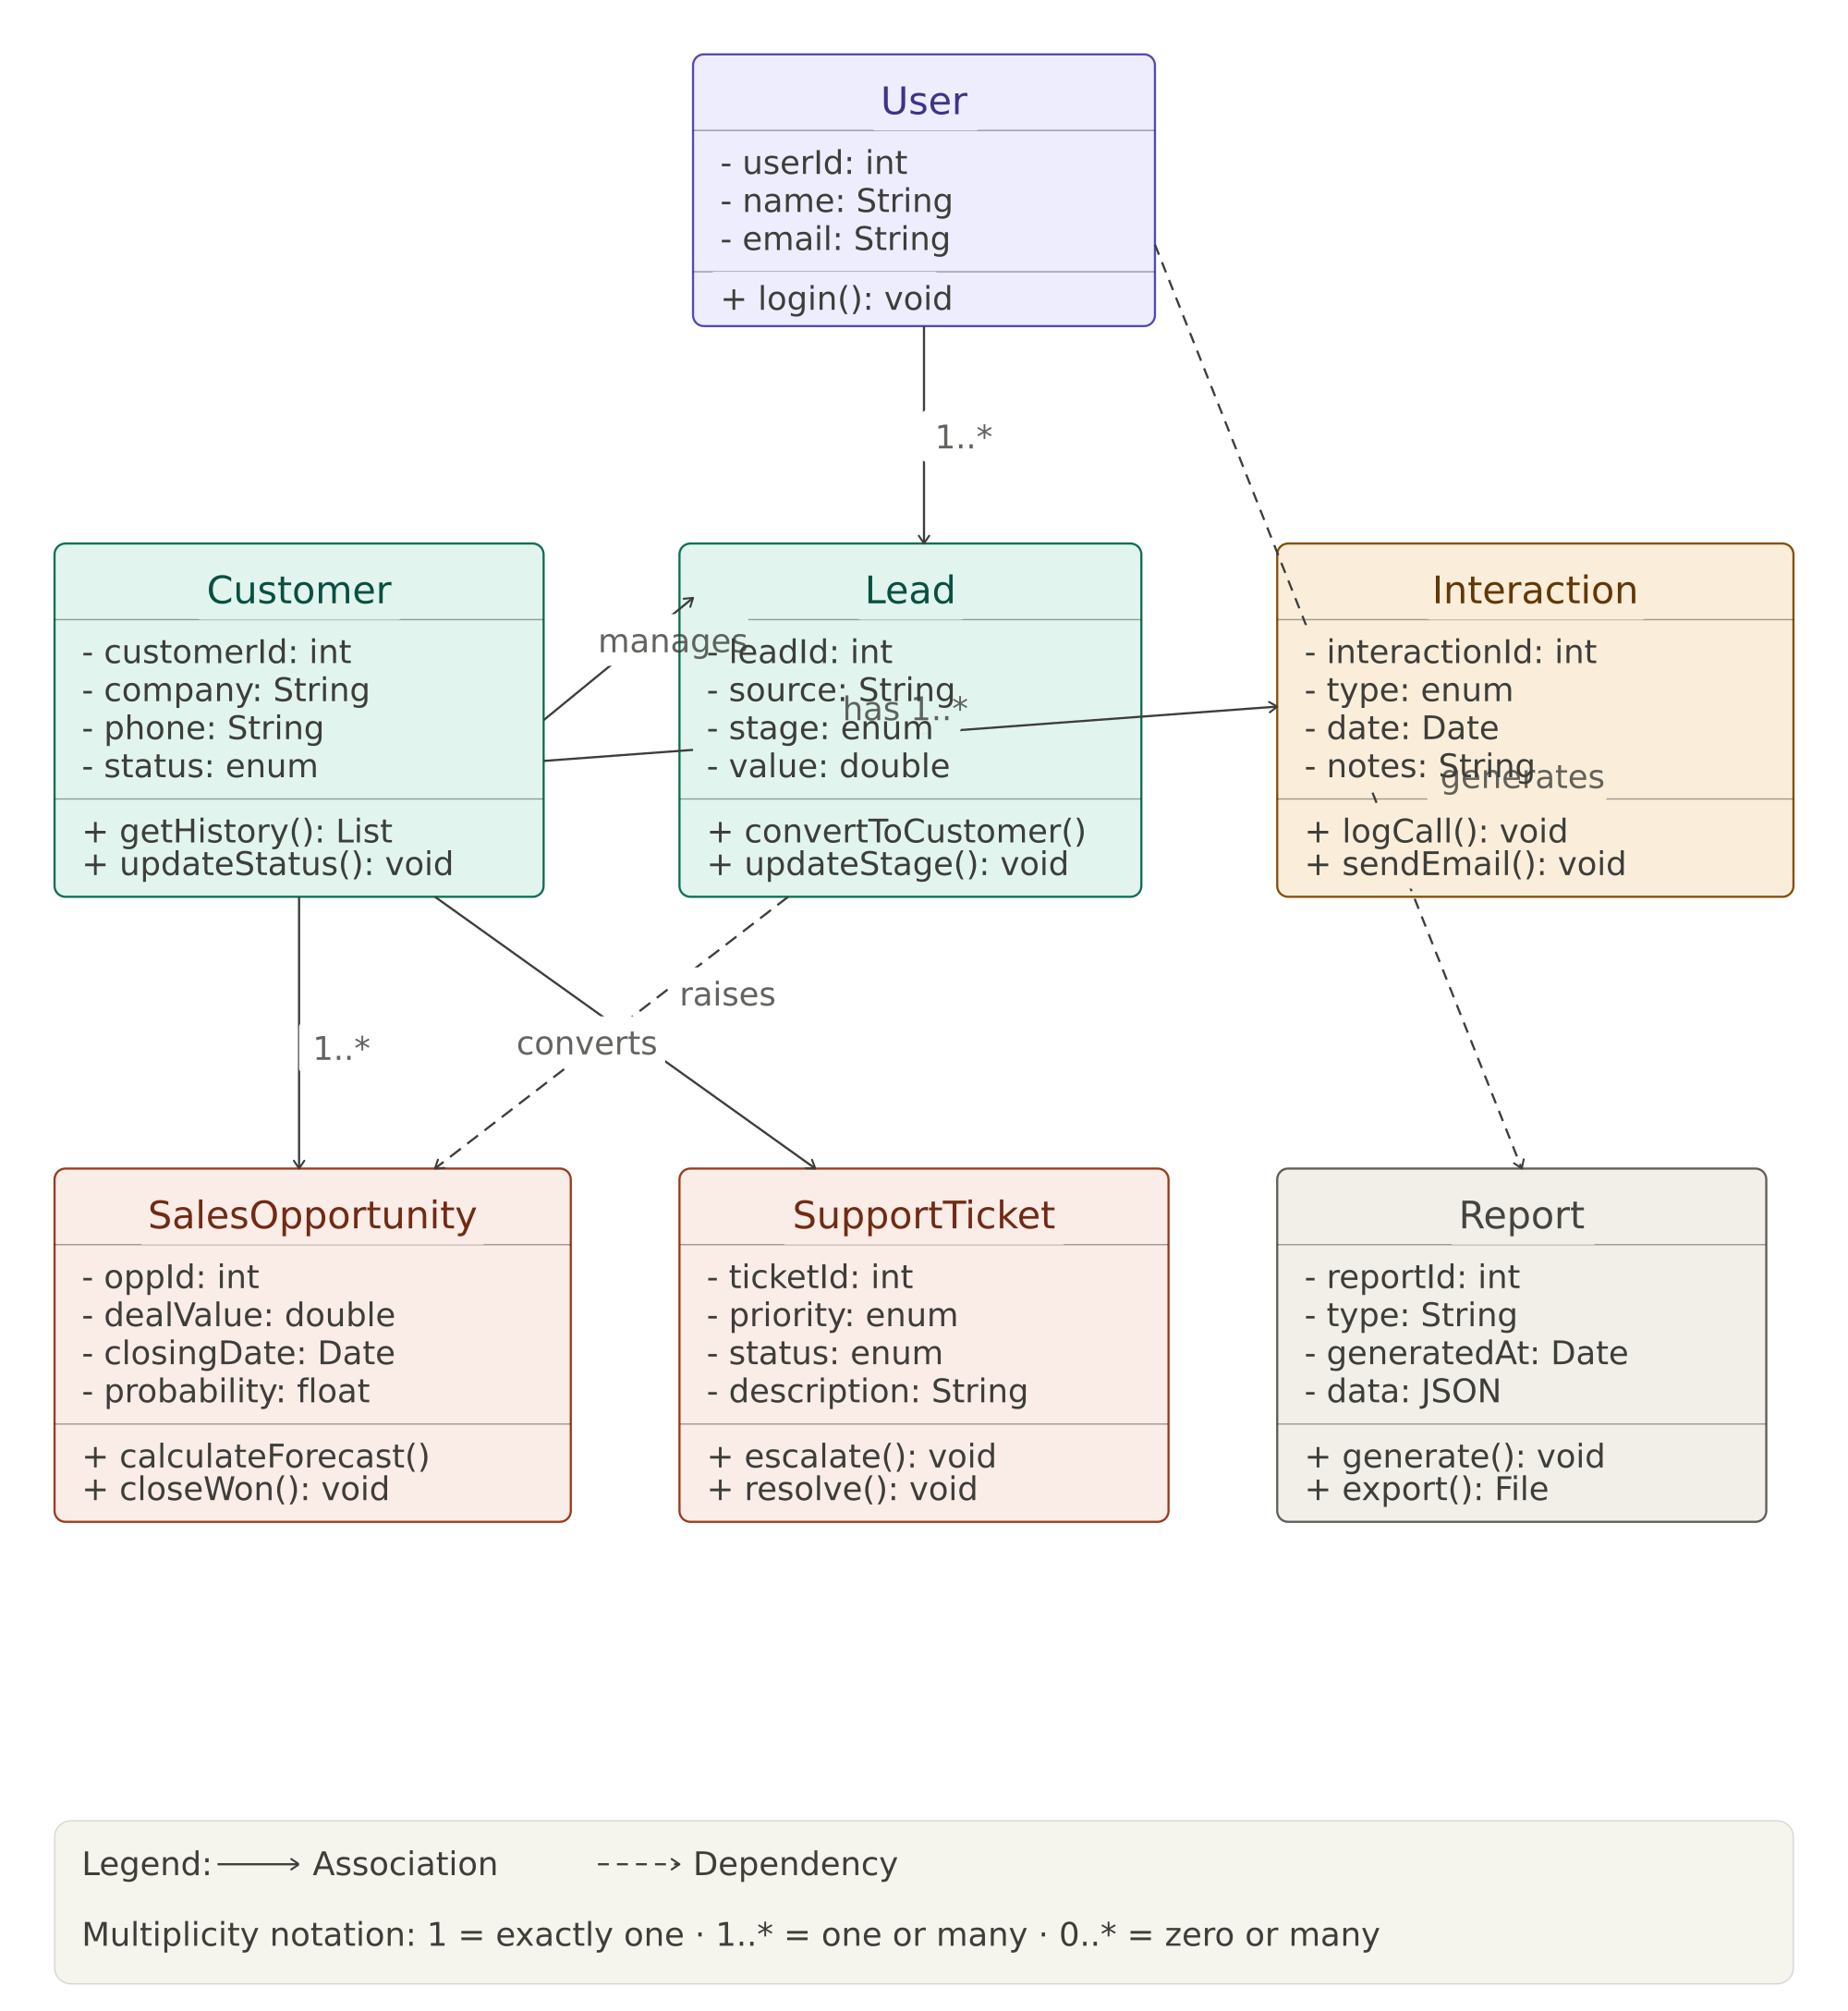 User
- userId: int
- name: String
- email: String
+ login(): void
1..*
Customer
- customerId: int
- company: String
- phone: String
- status: enum
+ getHistory(): List
+ updateStatus(): void
manages
Lead
- leadId: int
- source: String
- stage: enum
- value: double
+ convertToCustomer()
+ updateStage(): void
has 1..*
Interaction
- interactionId: int
- type: enum
- date: Date
- notes: String
+ logCall(): void
+ sendEmail(): void
generates
raises
converts
1..*
SalesOpportunity
- oppId: int
- dealValue: double
- closingDate: Date
- probability: float
+ calculateForecast()
+ closeWon(): void
SupportTicket
- ticketId: int
- priority: enum
- status: enum
- description: String
+ escalate(): void
+ resolve(): void
Report
- reportId: int
- type: String
- generatedAt: Date
- data: JSON
+ generate(): void
+ export(): File
Legend: Association Dependency
Multiplicity notation: 1 = exactly one · 1..* = one or many · 0..* = zero or many